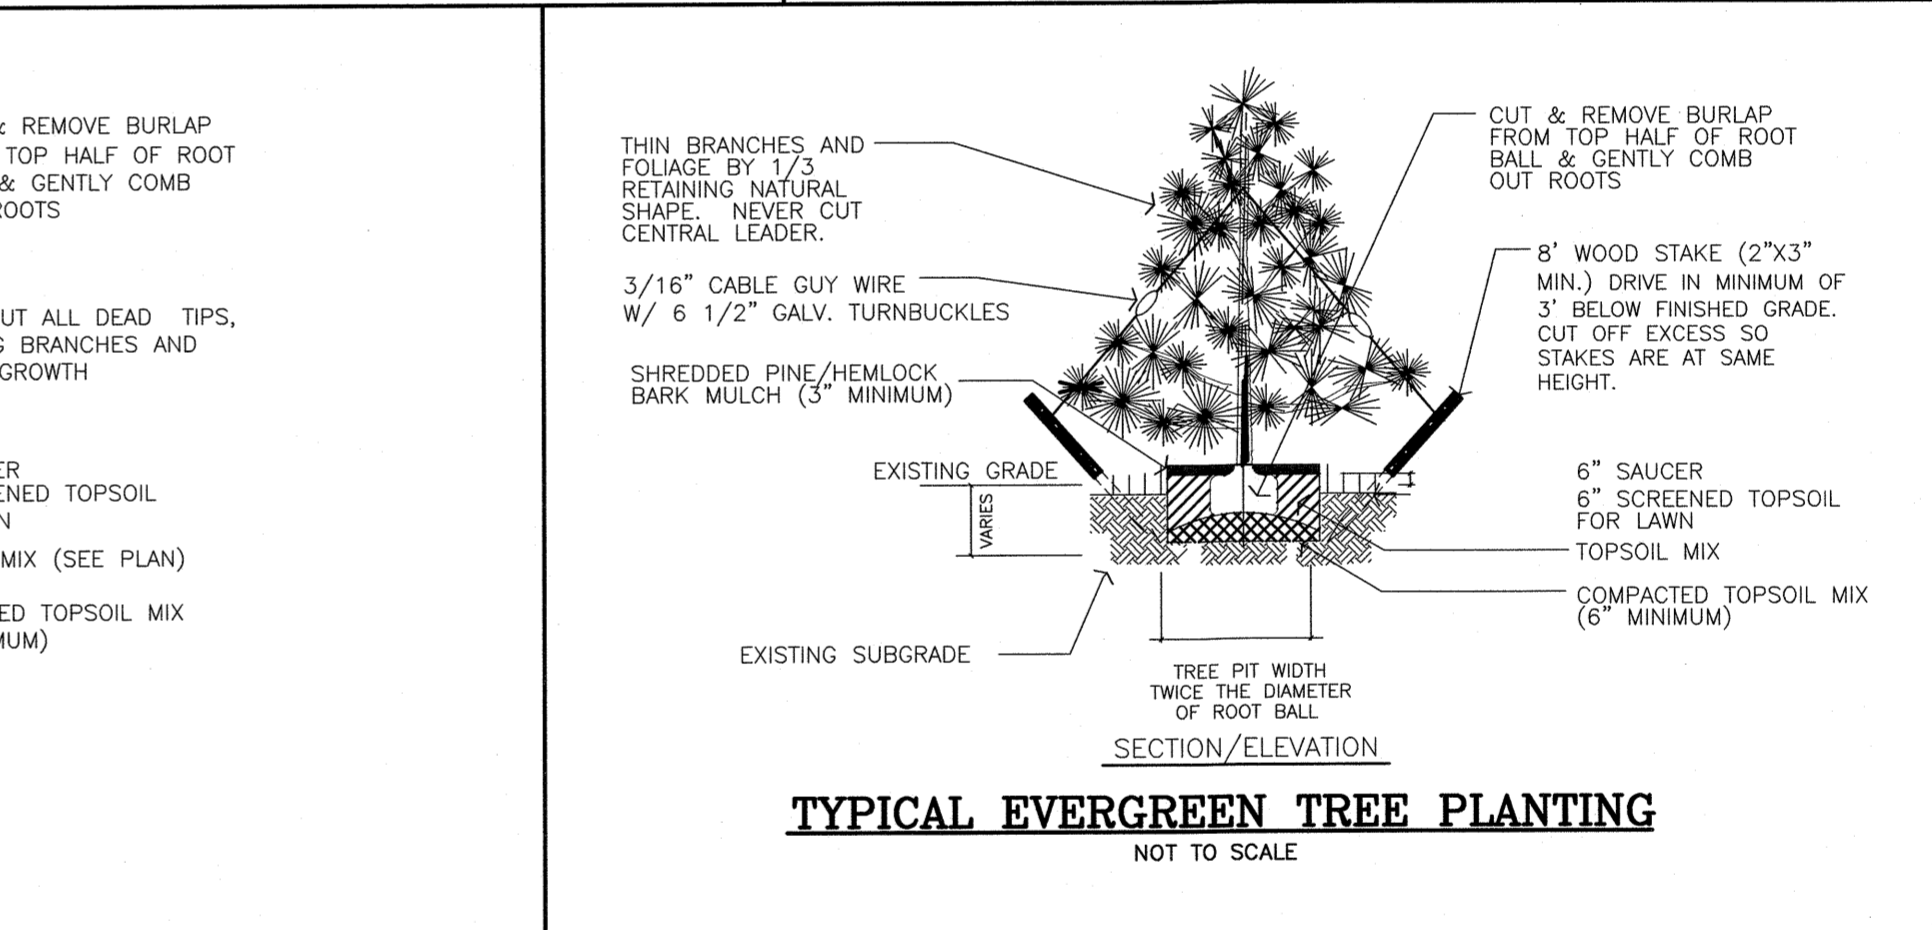 REMOVE BURLAP
TOP HALF OF ROOT
& GENTLY COMB
ROOTS
ALL DEAD TIPS,
BRANCHES AND
GROWTH
TOPSOIL
MIX (SEE PLAN)
TOPSOIL MIX
THIN BRANCHES AND
FOLIAGE BY 1/3
RETAINING NATURAL
SHAPE. NEVER CUT
CENTRAL LEADER.
3/16" CABLE GUY WIRE
W/ 6 1/2" GALV. TURNBUCKLES
SHREDDED PINE/HEMLOCK
BARK MULCH (3" MINIMUM)
EXISTING GRADE
VARIES
EXISTING SUBGRADE
CUT & REMOVE BURLAP
FROM TOP HALF OF ROOT
BALL & GENTLY COMB
OUT ROOTS
8' WOOD STAKE (2"X3"
MIN.) DRIVE IN MINIMUM OF
3' BELOW FINISHED GRADE.
CUT OFF EXCESS SO
STAKES ARE AT SAME
HEIGHT.
6" SAUCER
6" SCREENED TOPSOIL
FOR LAWN
TOPSOIL MIX
COMPACTED TOPSOIL MIX
(6" MINIMUM)
TREE PIT WIDTH
TWICE THE DIAMETER
OF ROOT BALL
SECTION/ELEVATION
TYPICAL EVERGREEN TREE PLANTING
NOT TO SCALE